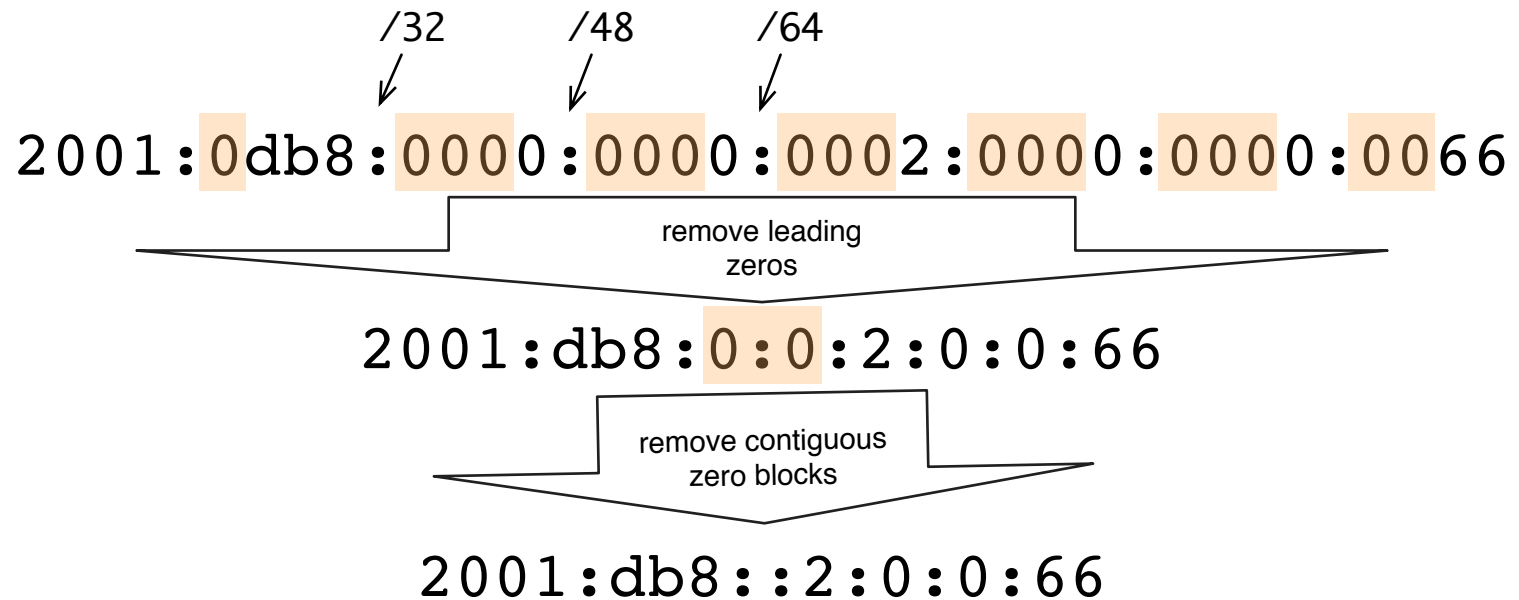 /32 /48 /64
2001:0db8:0000:0000:0002:0000:0000:0066
remove leading
zeros
2001:db8:0:0:2:0:0:66
remove contiguous
zero blocks
2001:db8::2:0:0:66